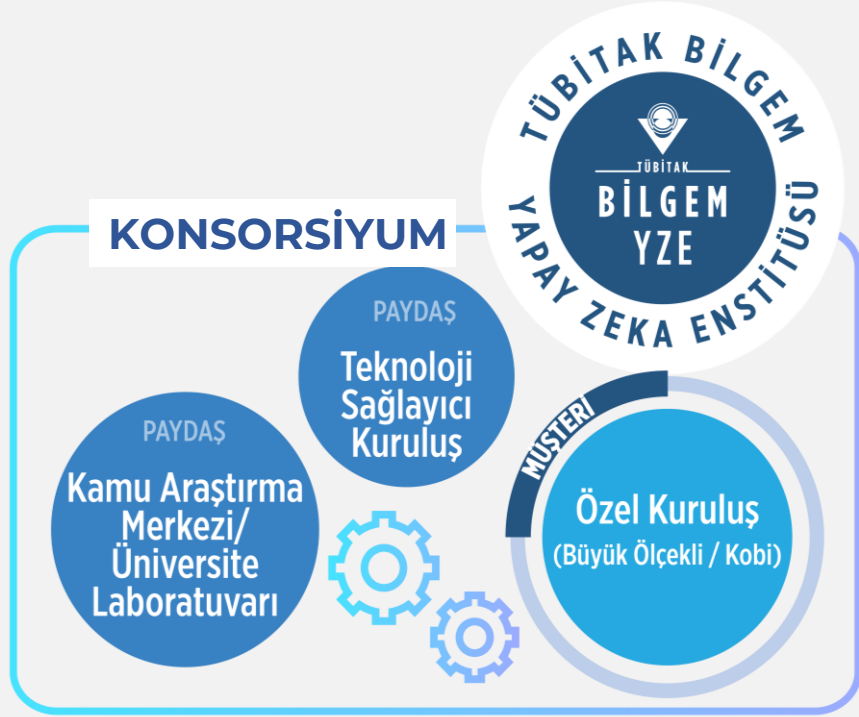 TÜBİTAK BİLGEM
YAPAY ZEKA ENSTİTÜSÜ
TÜBİTAK
BİLGEM
YZE
KONSORSİYUM
PAYDAŞ
Teknoloji
Sağlayıcı
Kuruluş
PAYDAŞ
Kamu Araştırma
Merkezi/
Üniversite
Laboratuvarı
MÜŞTERİ
Özel Kuruluş
(Büyük Ölçekli / Kobi)